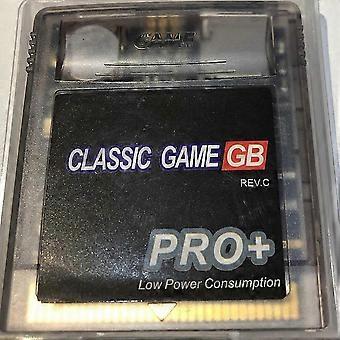 GAME
CLASSIC GAME GB
REV.C
PRO+
Low Power Consumption